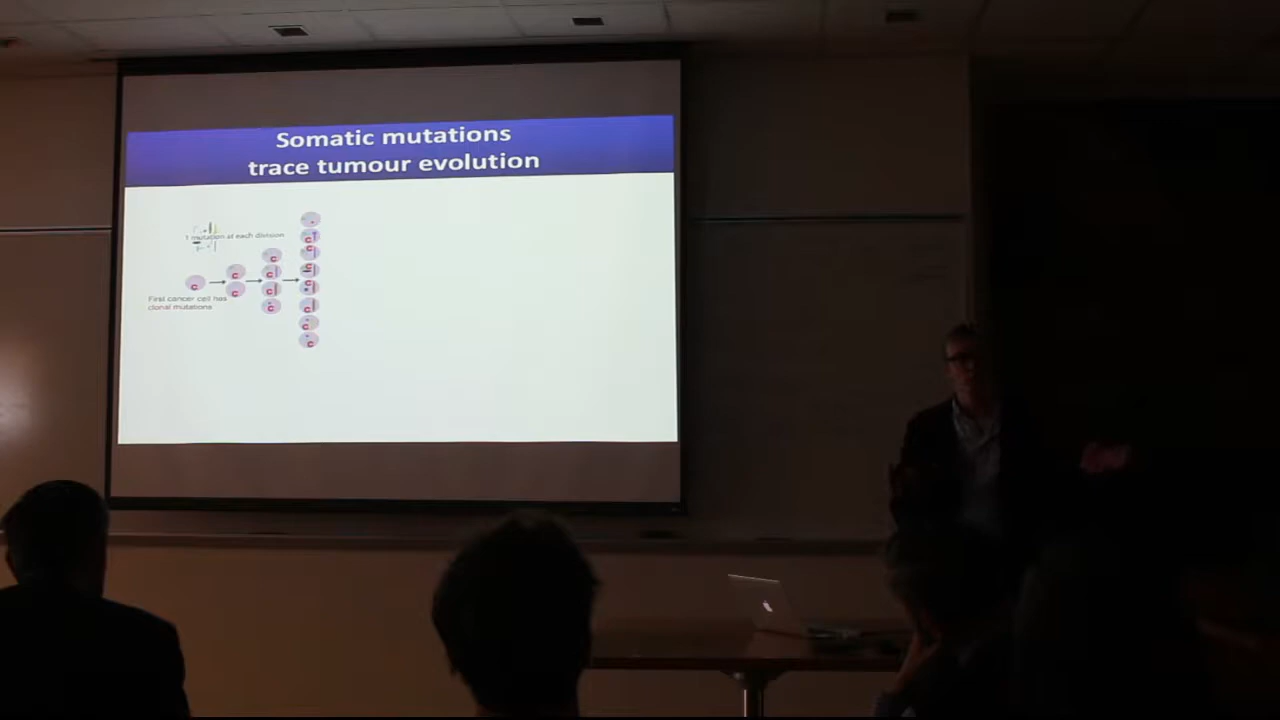 Somatic mutations
trace tumour evolution
1 mutation at each division
c
c
c
c
c
c
c
First cancer cell has
clonal mutations
c
c
c
c
c
c
c